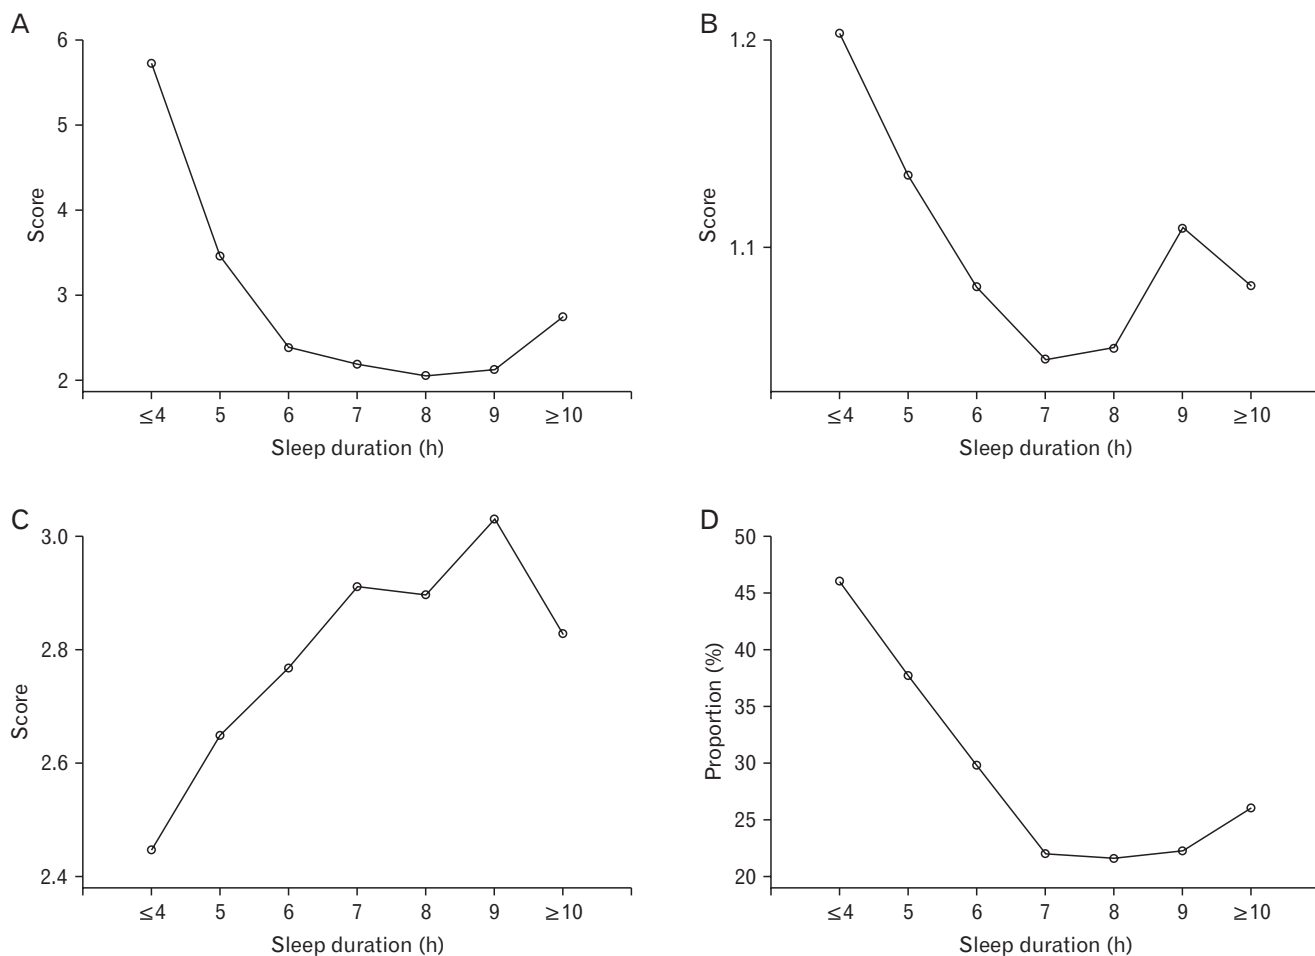 A
6
5
4
3
2
Score
≤4 5 6 7 8 9 ≥10
Sleep duration (h)
B
1.2
1.1
Score
≤4 5 6 7 8 9 ≥10
Sleep duration (h)
C
3.0
2.8
2.6
2.4
Score
≤4 5 6 7 8 9 ≥10
Sleep duration (h)
D
50
45
40
35
30
25
20
Proportion (%)
≤4 5 6 7 8 9 ≥10
Sleep duration (h)